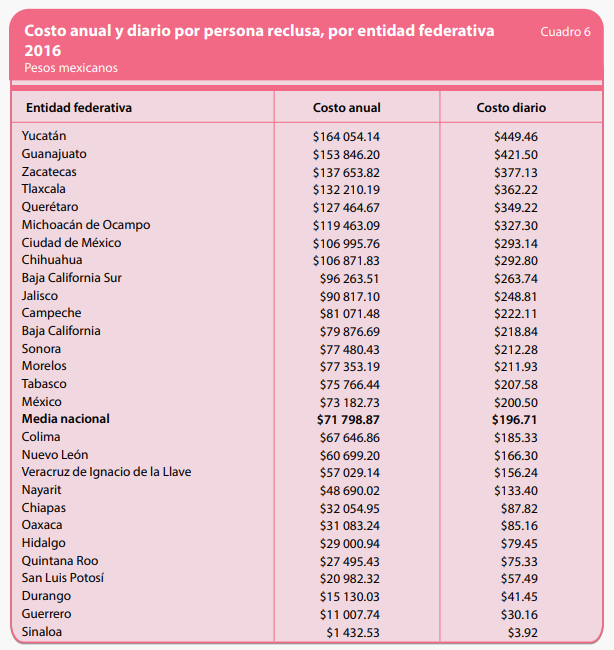 Costo anual y diario por persona reclusa, por entidad federativa Cuadro 6
2016
Pesos mexicanos
Entidad federativa Costo anual Costo diario
Yucatán $164 054.14 $449.46
Guanajuato $153 846.20 $421.50
Zacatecas $137 653.82 $377.13
Tlaxcala $132 210.19 $362.22
Querétaro $127 464.67 $349.22
Michoacán de Ocampo $119 463.09 $327.30
Ciudad de México $106 995.76 $293.14
Chihuahua $106 871.83 $292.80
Baja California Sur $96 263.51 $263.74
Jalisco $90 817.10 $248.81
Campeche $81 071.48 $222.11
Baja California $79 876.69 $218.84
Sonora $77 480.43 $212.28
Morelos $77 353.19 $211.93
Tabasco $75 766.44 $207.58
México $73 182.73 $200.50
Media nacional $71 798.87 $196.71
Colima $67 646.86 $185.33
Nuevo León $60 699.20 $166.30
Veracruz de Ignacio de la Llave $57 029.14 $156.24
Nayarit $48 690.02 $133.40
Chiapas $32 054.95 $87.82
Oaxaca $31 083.24 $85.16
Hidalgo $29 000.94 $79.45
Quintana Roo $27 495.43 $75.33
San Luis Potosí $20 982.32 $57.49
Durango $15 130.03 $41.45
Guerrero $11 007.74 $30.16
Sinaloa $1 432.53 $3.92